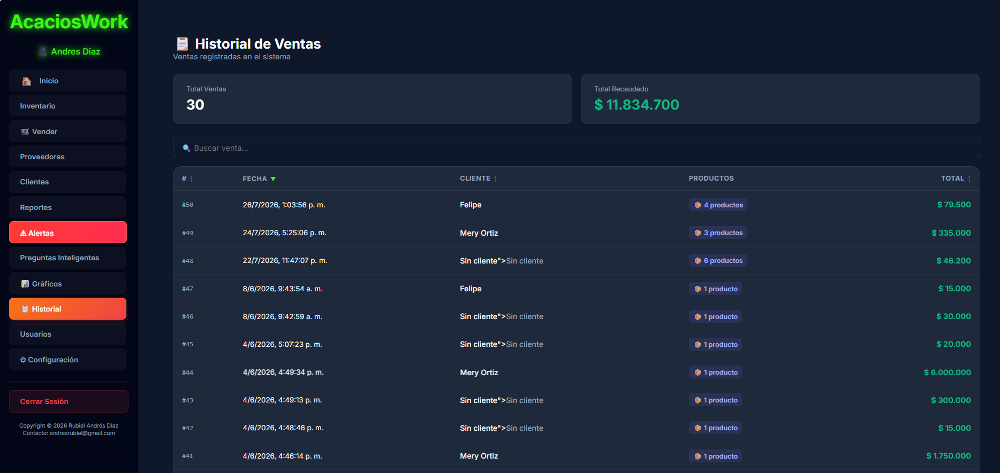 AcaciosWork
Andres Diaz
Inicio
Inventario
Vender
Proveedores
Clientes
Reportes
Alertas
Preguntas Inteligentes
Gráficos
Historial
Usuarios
Configuración
Cerrar Sesión
Copyright © 2026 Rubiel Andrés Díaz
Contacto: andresrubiel@gmail.com
Historial de Ventas
Ventas registradas en el sistema
Total Ventas
30
Total Recaudado
$ 11.834.700
Buscar venta...
# FECHA CLIENTE PRODUCTOS TOTAL
#50 26/7/2026, 1:03:56 p. m. Felipe 4 productos $ 79.500
#49 24/7/2026, 5:25:06 p. m. Mery Ortiz 3 productos $ 335.000
#48 22/7/2026, 11:47:07 p. m. Sin cliente">Sin cliente 6 productos $ 46.200
#47 8/6/2026, 9:43:54 a. m. Felipe 1 producto $ 15.000
#46 8/6/2026, 9:42:59 a. m. Sin cliente">Sin cliente 1 producto $ 30.000
#45 4/6/2026, 5:07:23 p. m. Sin cliente">Sin cliente 1 producto $ 20.000
#44 4/6/2026, 4:49:34 p. m. Mery Ortiz 1 producto $ 6.000.000
#43 4/6/2026, 4:49:13 p. m. Sin cliente">Sin cliente 1 producto $ 300.000
#42 4/6/2026, 4:48:46 p. m. Sin cliente">Sin cliente 1 producto $ 15.000
#41 4/6/2026, 4:46:14 p. m. Mery Ortiz 1 producto $ 1.750.000